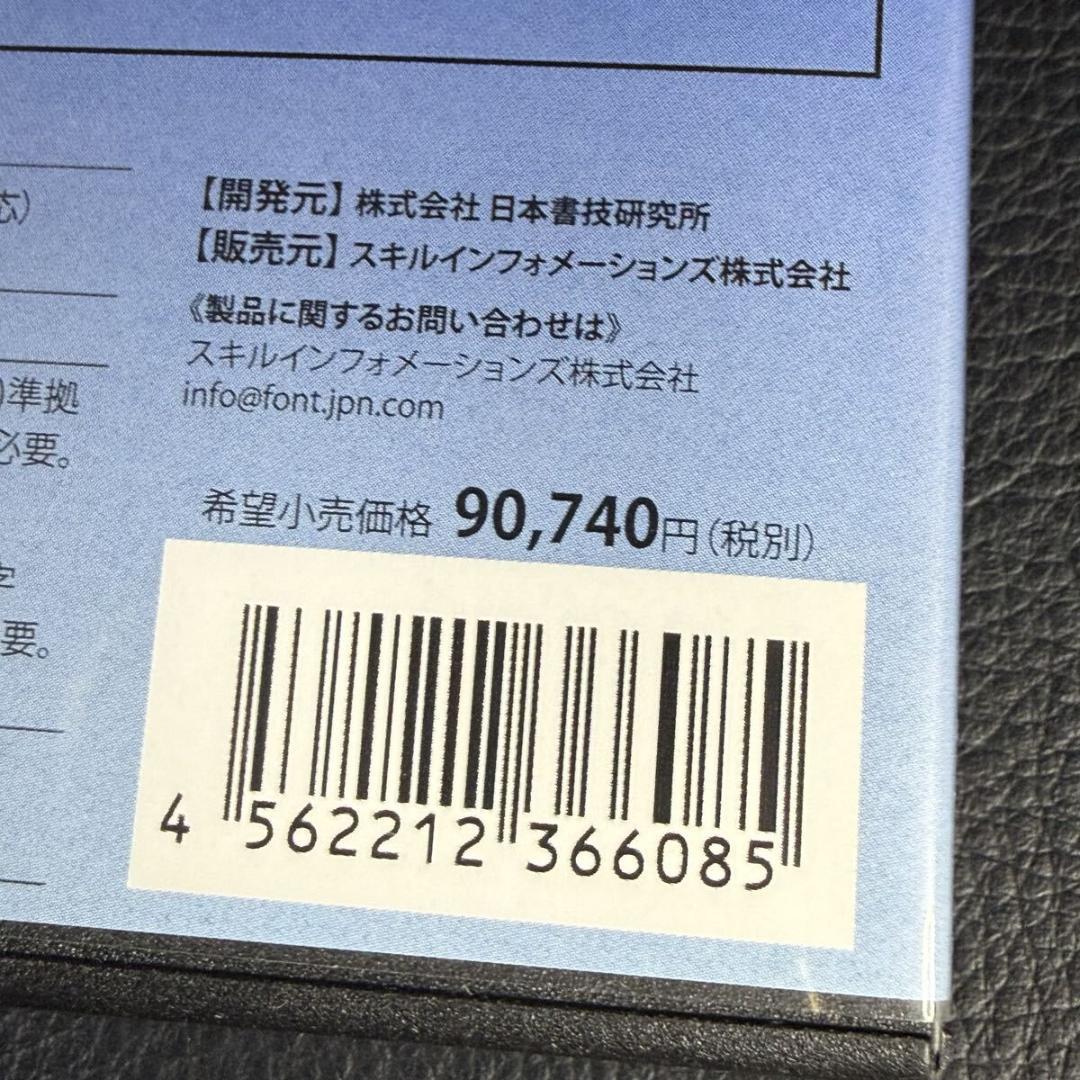 応）
【開発元】株式会社 日本書技研究所
【販売元】スキルインフォメーションズ株式会社
《製品に関するお問い合わせは》
スキルインフォメーションズ株式会社
)準拠
info@font.jpn.com
必要。
希望小売価格 90,740円（税別）
字
要。
4 562212 366085